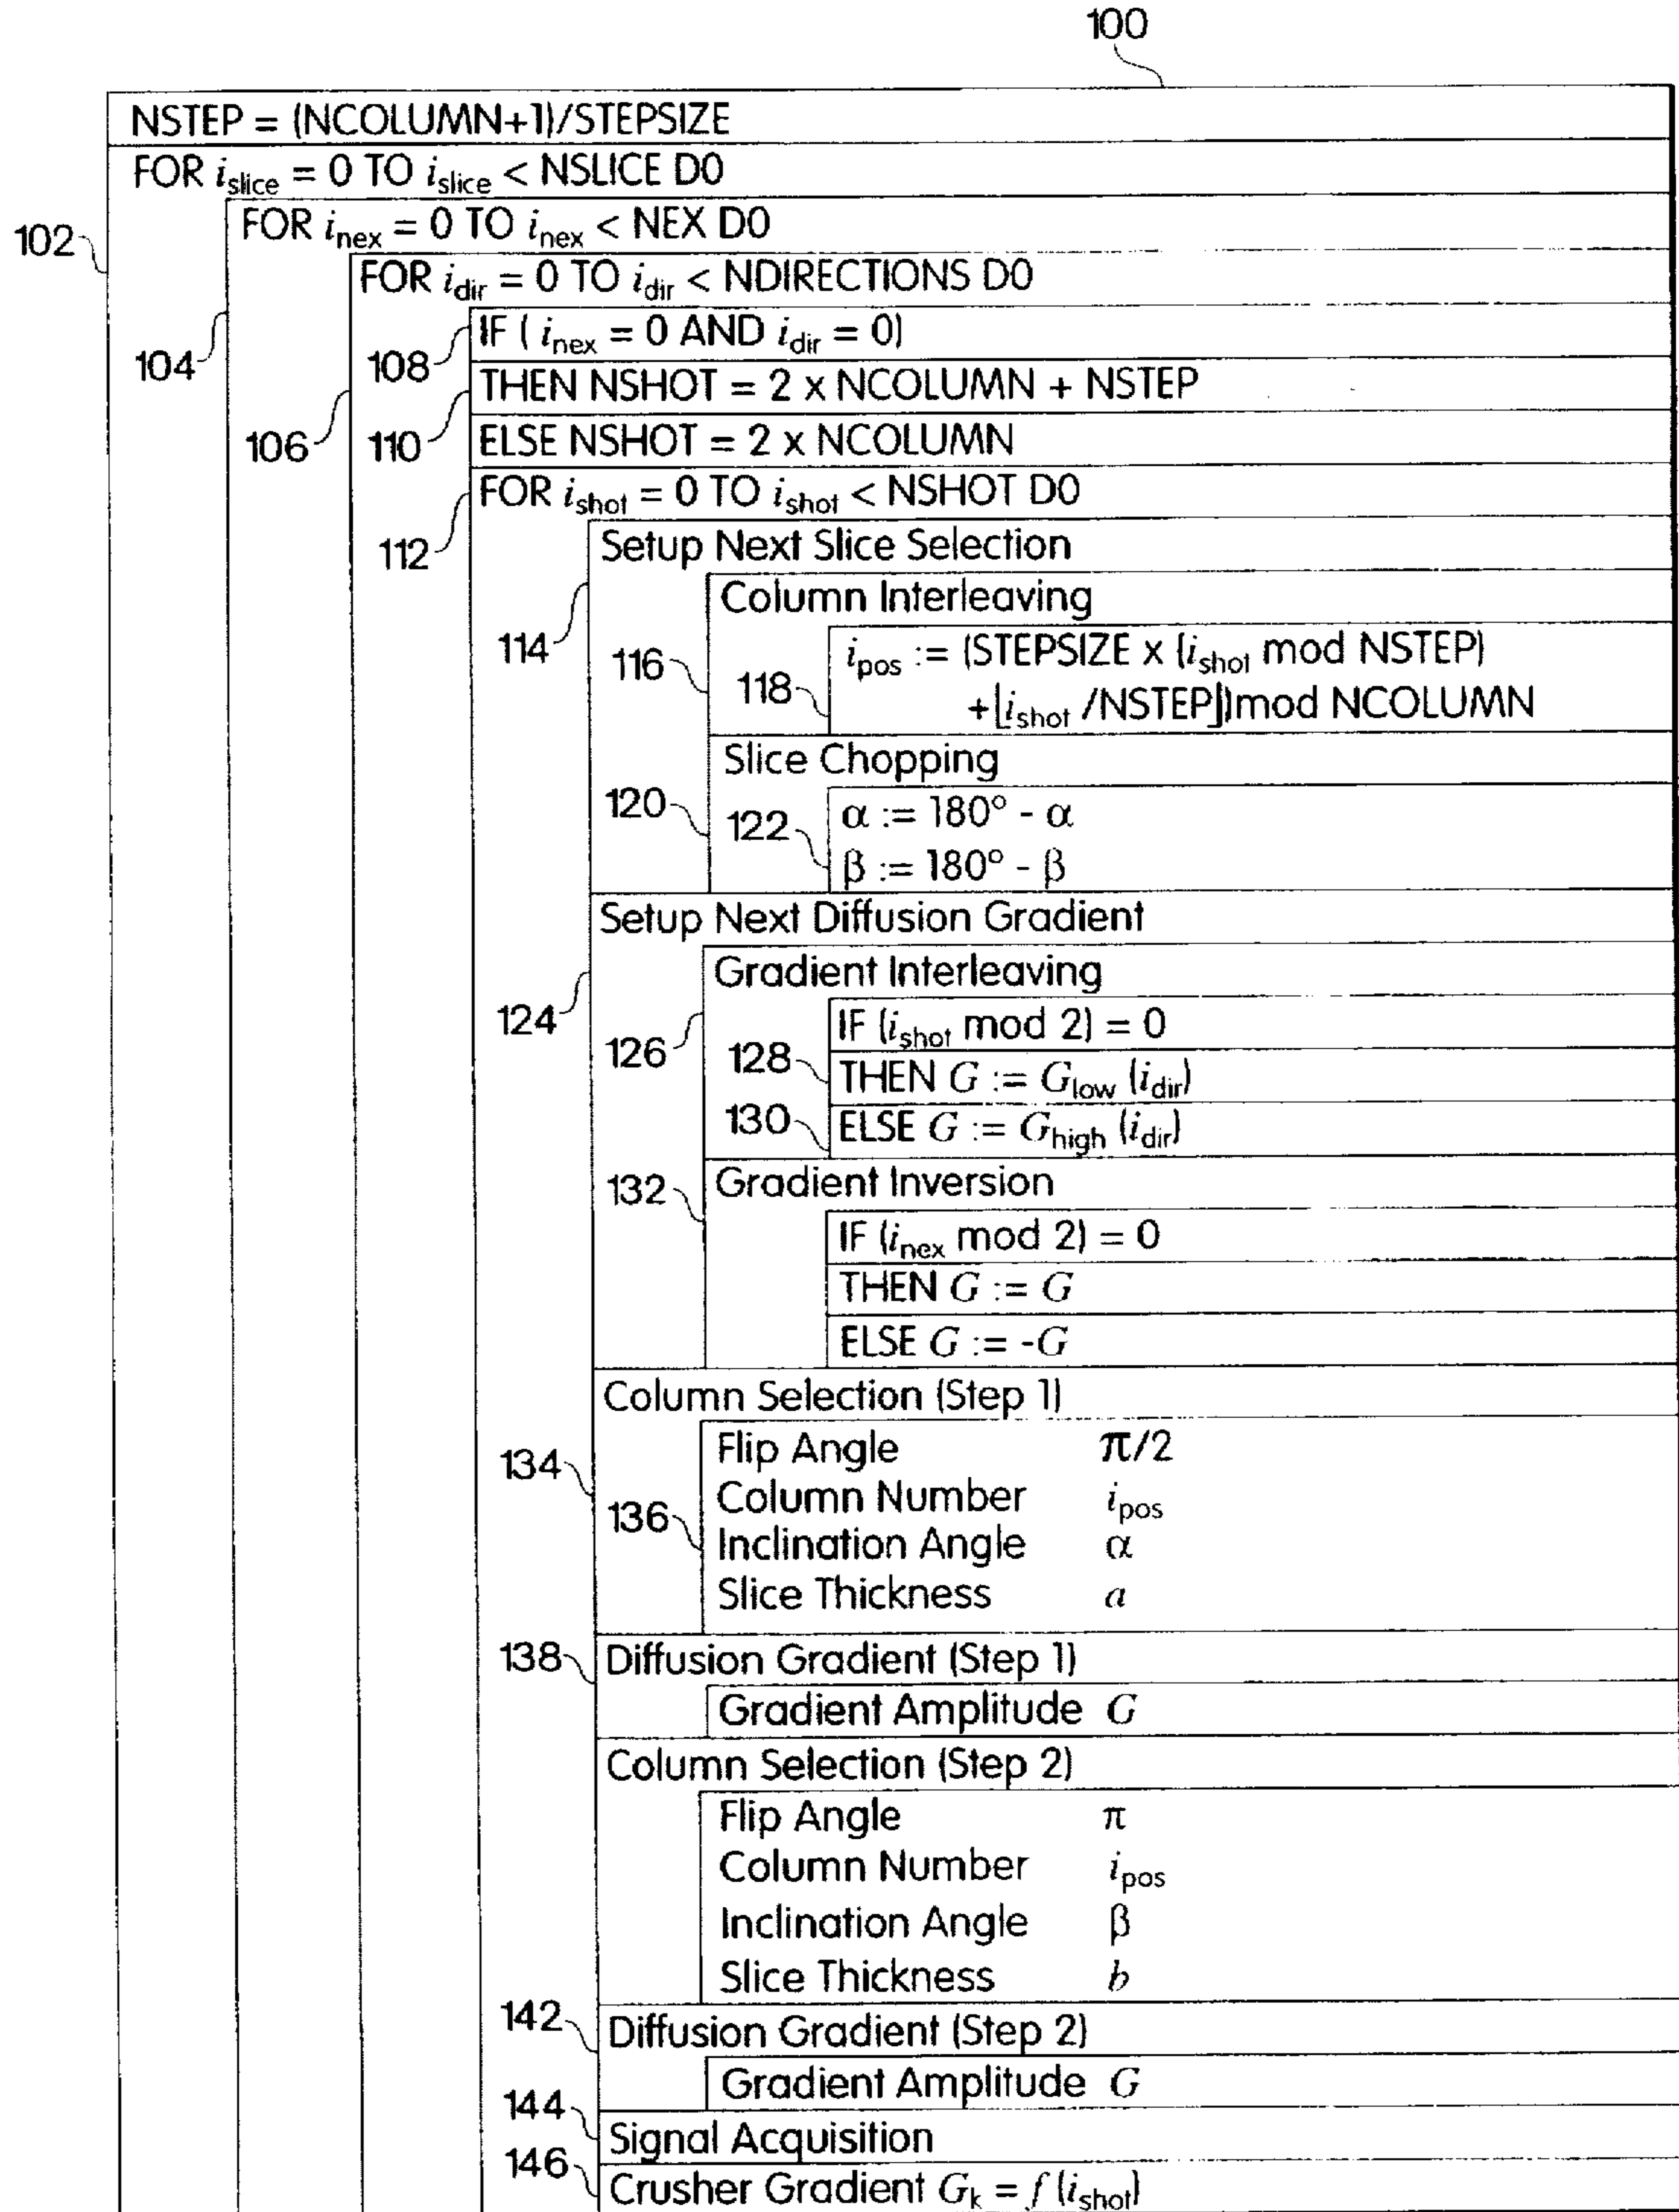 100
NSTEP = (NCOLUMN+1)/STEPSIZE
FOR i_slice = 0 TO i_slice < NSLICE DO
102
FOR i_nex = 0 TO i_nex < NEX DO
104
FOR i_dir = 0 TO i_dir < NDIRECTIONS DO
106
108
IF ( i_nex = 0 AND i_dir = 0)
110
THEN NSHOT = 2 x NCOLUMN + NSTEP
ELSE NSHOT = 2 x NCOLUMN
112
FOR i_shot = 0 TO i_shot < NSHOT DO
114
Setup Next Slice Selection
116
Column Interleaving
118
i_pos := (STEPSIZE x (i_shot mod NSTEP)
+⌊i_shot /NSTEP⌋)mod NCOLUMN
120
Slice Chopping
122
α := 180° - α
β := 180° - β
124
Setup Next Diffusion Gradient
126
Gradient Interleaving
IF (i_shot mod 2) = 0
128
THEN G := G_low (i_dir)
130
ELSE G := G_high (i_dir)
132
Gradient Inversion
IF (i_nex mod 2) = 0
THEN G := G
ELSE G := -G
134
Column Selection (Step 1)
136
Flip Angle π/2
Column Number i_pos
Inclination Angle α
Slice Thickness a
138
Diffusion Gradient (Step 1)
Gradient Amplitude G
Column Selection (Step 2)
Flip Angle π
Column Number i_pos
Inclination Angle β
Slice Thickness b
142
Diffusion Gradient (Step 2)
Gradient Amplitude G
144
Signal Acquisition
146
Crusher Gradient G_k = f (i_shot)